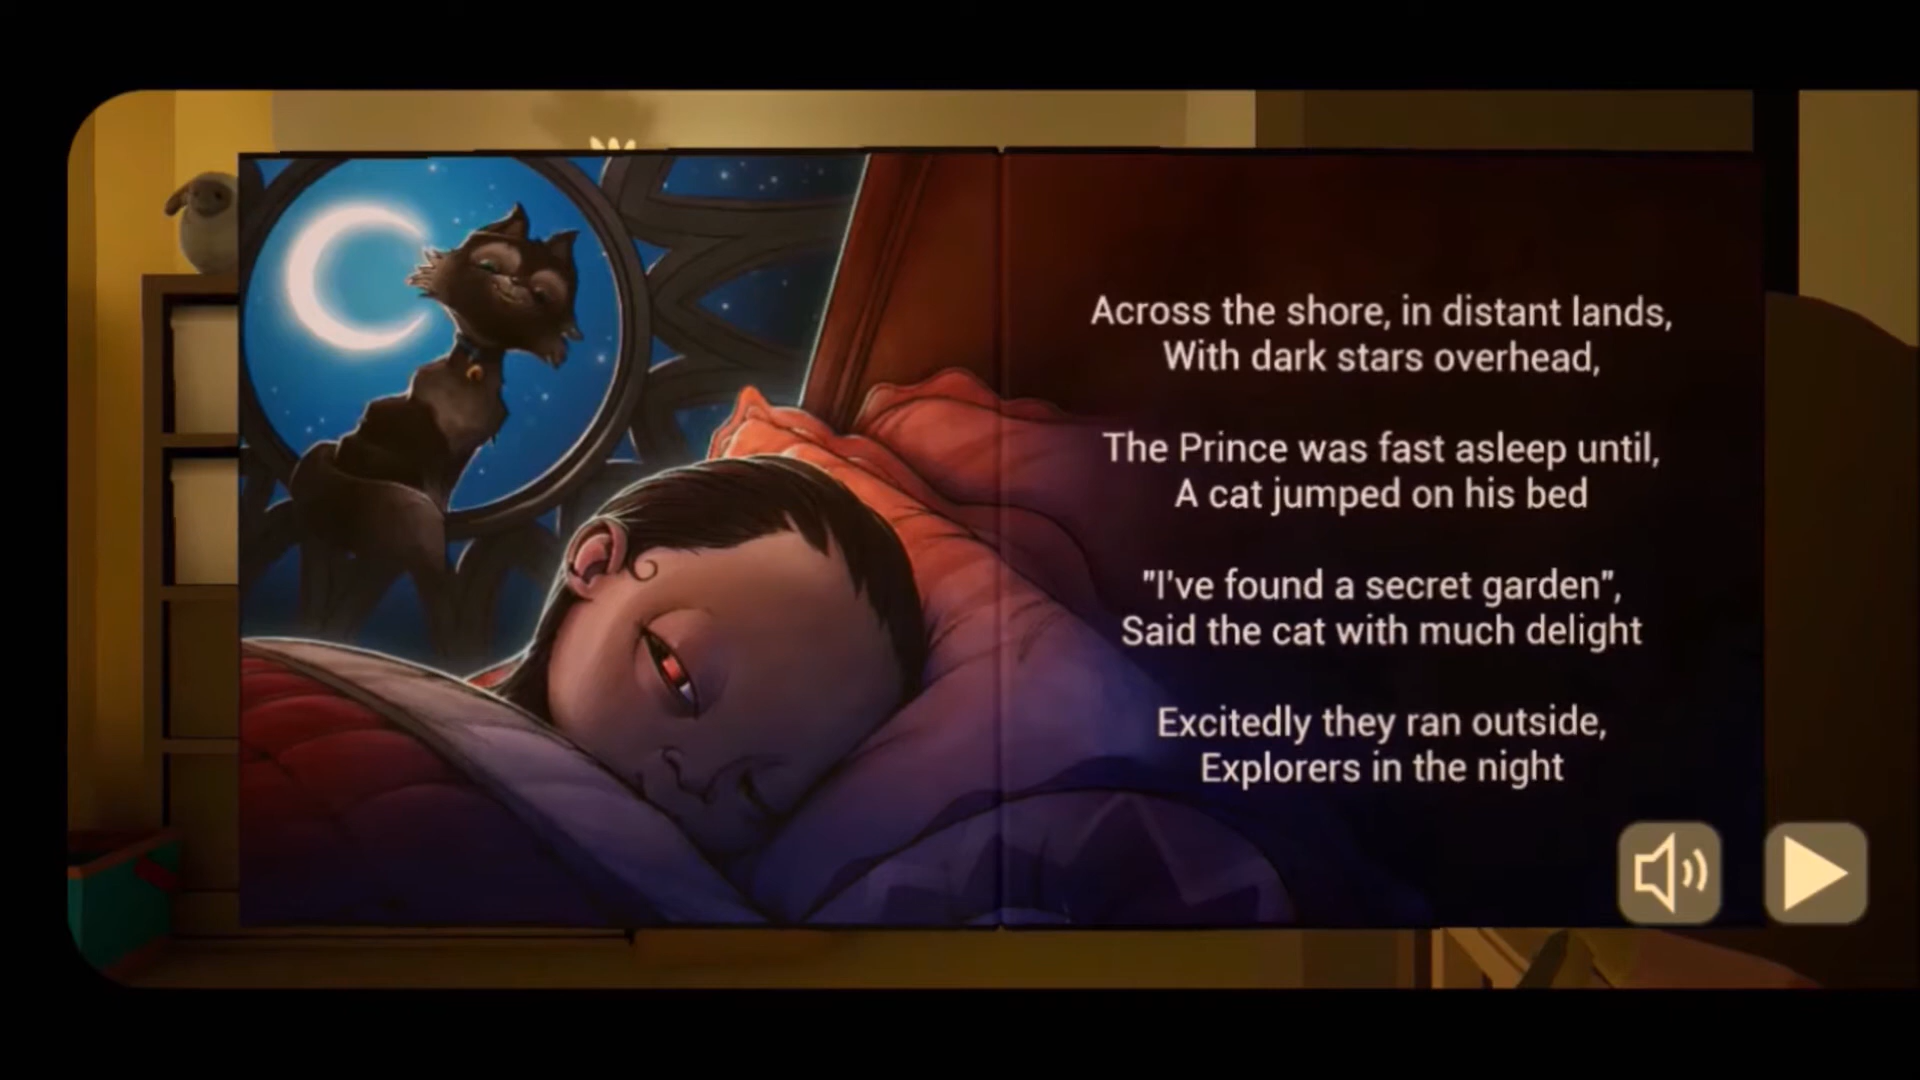 Across the shore, in distant lands,
With dark stars overhead,
The Prince was fast asleep until,
A cat jumped on his bed
"I've found a secret garden",
Said the cat with much delight
Excitedly they ran outside,
Explorers in the night